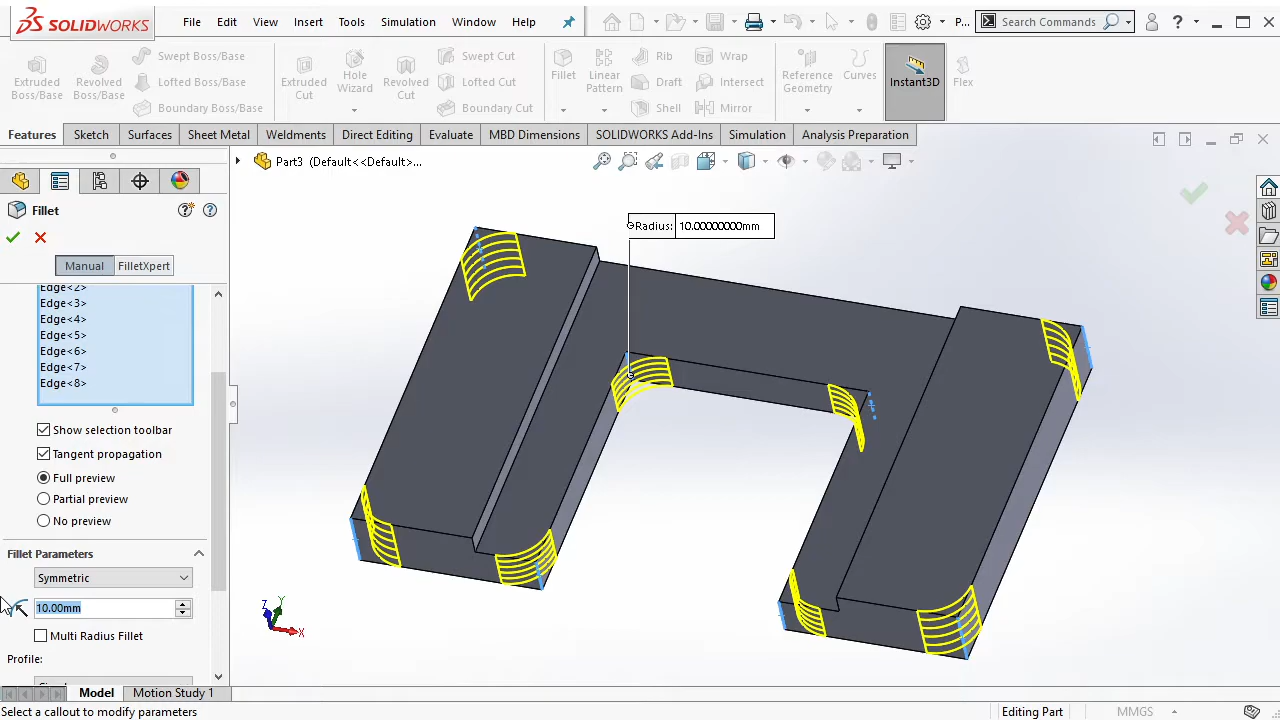 SOLIDWORKS File Edit View Insert Tools Simulation Window Help P... Search Commands ?
Extruded Boss/Base
Revolved Boss/Base
Swept Boss/Base
Lofted Boss/Base
Boundary Boss/Base
Extruded Cut
Hole Wizard
Revolved Cut
Swept Cut
Lofted Cut
Boundary Cut
Fillet
Linear Pattern
Rib
Draft
Shell
Wrap
Intersect
Mirror
Reference Geometry
Curves
Instant3D
Flex
Features Sketch Surfaces Sheet Metal Weldments Direct Editing Evaluate MBD Dimensions SOLIDWORKS Add-Ins Simulation Analysis Preparation
Part3 (Default<<Default>...
Fillet
Manual FilletXpert
Edge<2>
Edge<3>
Edge<4>
Edge<5>
Edge<6>
Edge<7>
Edge<8>
Show selection toolbar
Tangent propagation
Full preview
Partial preview
No preview
Fillet Parameters
Symmetric
10.00mm
Multi Radius Fillet
Profile:
Radius: 10.00000000mm
Z Y X
Model Motion Study 1
Select a callout to modify parameters Editing Part MMGS